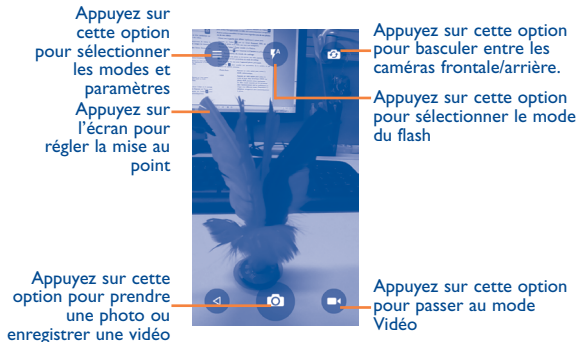 Appuyez sur
cette option
pour sélectionner
les modes et
paramètres
Appuyez sur
l'écran pour
régler la mise au
point
Appuyez sur cette
option pour prendre
une photo ou
enregistrer une vidéo
Appuyez sur cette option
pour basculer entre les
caméras frontale/arrière.
Appuyez sur cette option
pour sélectionner le mode
du flash
Appuyez sur cette option
pour passer au mode
Vidéo